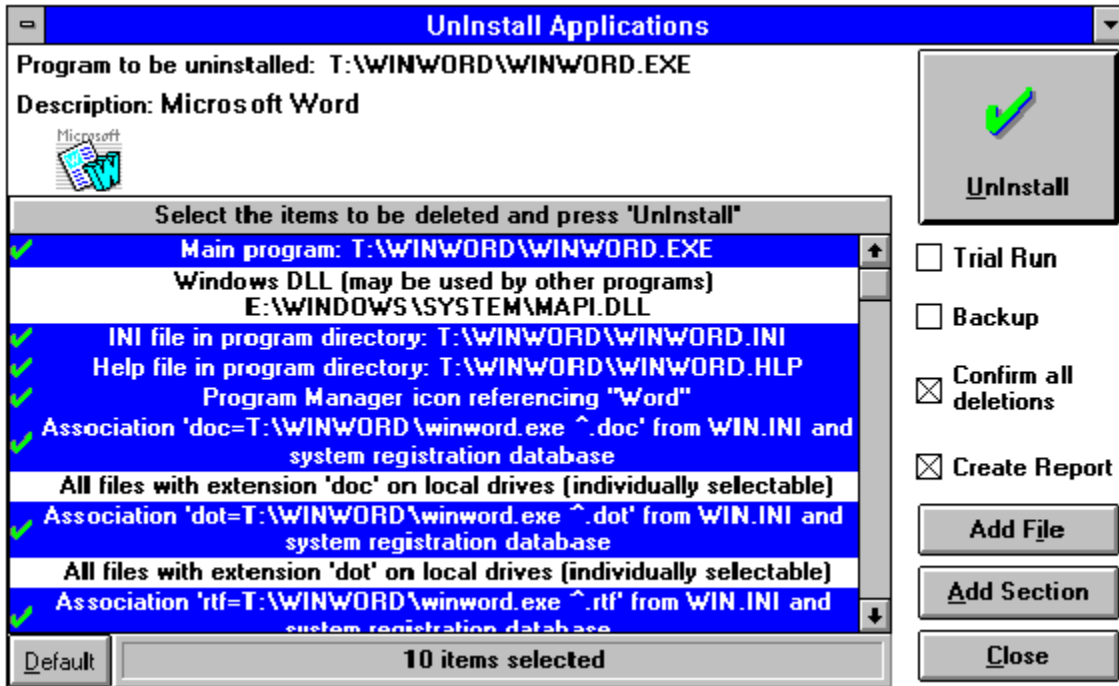 UnInstall Applications
Program to be uninstalled: T:\WINWORD\WINWORD.EXE
Description: Microsoft Word
Microsoft
W
W
UnInstall
Select the items to be deleted and press 'UnInstall'
Main program: T:\WINWORD\WINWORD.EXE
Windows DLL (may be used by other programs)
E:\WINDOWS\SYSTEM\MAPI.DLL
INI file in program directory: T:\WINWORD\WINWORD.INI
Help file in program directory: T:\WINWORD\WINWORD.HLP
Program Manager icon referencing "Word"
Association 'doc=T:\WINWORD\winword.exe ^.doc' from WIN.INI and
system registration database
All files with extension 'doc' on local drives (individually selectable)
Association 'dot=T:\WINWORD\winword.exe ^.dot' from WIN.INI and
system registration database
All files with extension 'dot' on local drives (individually selectable)
Association 'rtf=T:\WINWORD\winword.exe ^.rtf' from WIN.INI and
system registration database
Trial Run
Backup
Confirm all
deletions
Create Report
Add File
Add Section
Close
Default
10 items selected